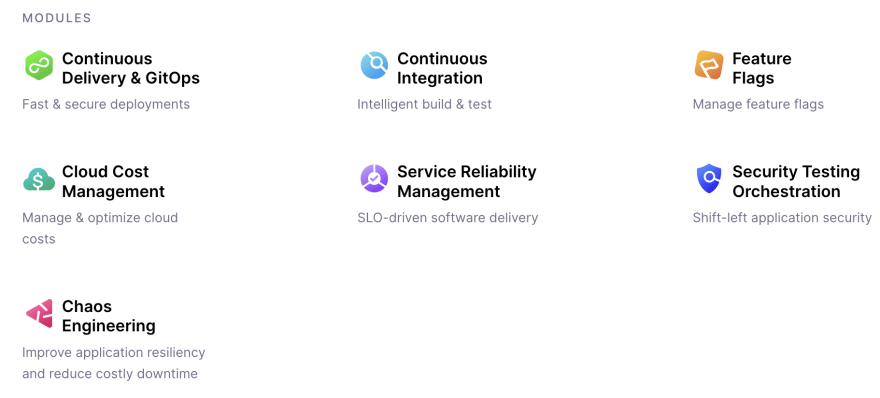 MODULES
Continuous
Delivery & GitOps
Fast & secure deployments
Continuous
Integration
Intelligent build & test
Feature
Flags
Manage feature flags
Cloud Cost
Management
Manage & optimize cloud
costs
Service Reliability
Management
SLO-driven software delivery
Security Testing
Orchestration
Shift-left application security
Chaos
Engineering
Improve application resiliency
and reduce costly downtime